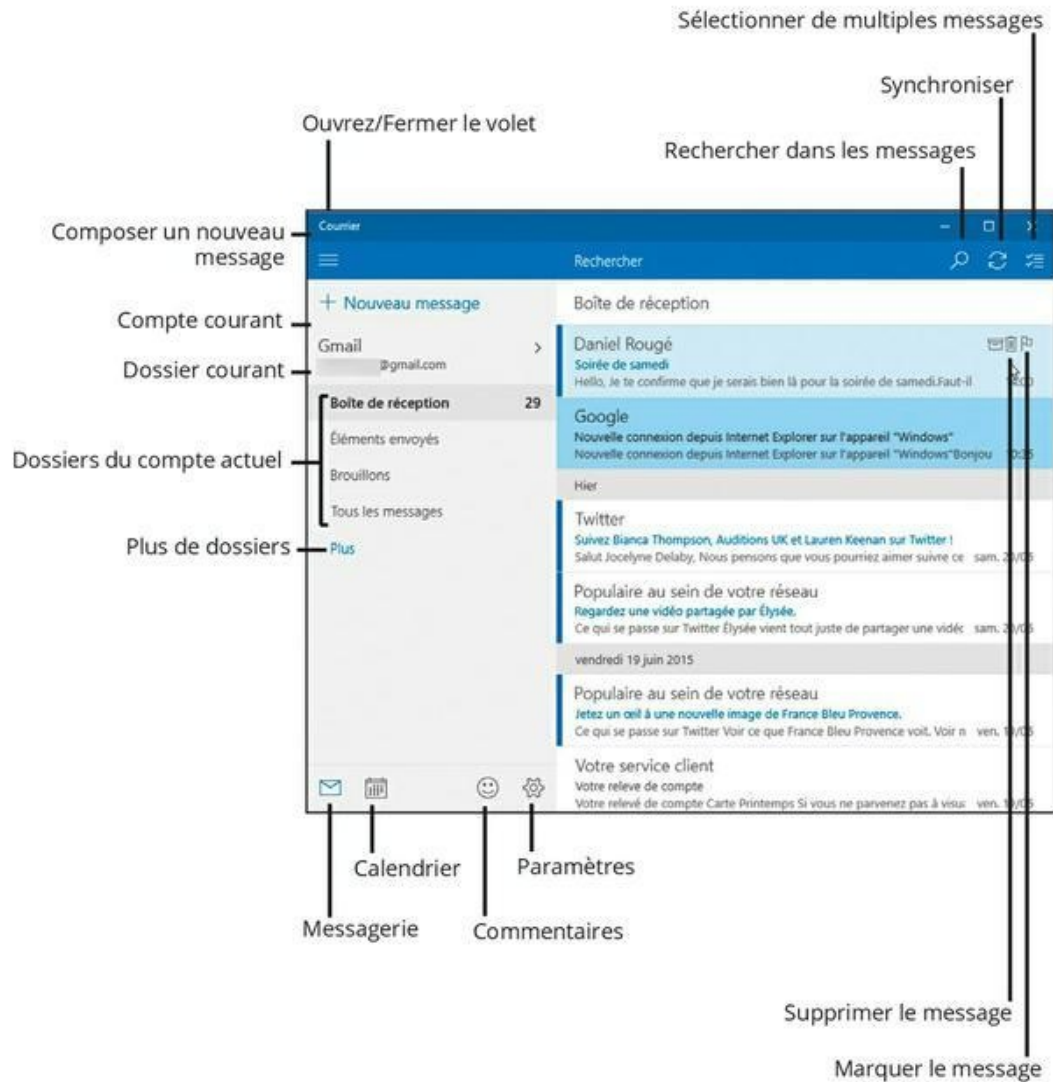 Sélectionner de multiples messages
Synchroniser
Ouvrez/Fermer le volet
Rechercher dans les messages
Composer un nouveau
message
Compte courant
Dossier courant
Dossiers du compte actuel
Plus de dossiers
Courrier
Rechercher
+ Nouveau message
Gmail
@gmail.com
Boîte de réception 29
Éléments envoyés
Brouillons
Tous les messages
Plus
Boîte de réception
Daniel Rougé
Soirée de samedi
Hello, Je te confirme que je serais bien là pour la soirée de samedi.Faut-il
Google
Nouvelle connexion depuis Internet Explorer sur l'appareil "Windows"
Nouvelle connexion depuis Internet Explorer sur l'appareil "Windows"Bonjou
Hier
Twitter
Suivez Bianca Thompson, Auditions UK et Lauren Keenan sur Twitter !
Salut Jocelyne Delaby, Nous pensons que vous pourriez aimer suivre ce sam.
Populaire au sein de votre réseau
Regardez une vidéo partagée par Élysée.
Ce qui se passe sur Twitter Élysée vient tout juste de partager une vidéc sam.
vendredi 19 juin 2015
Populaire au sein de votre réseau
Jetez un œil à une nouvelle image de France Bleu Provence.
Ce qui se passe sur Twitter Voir ce que France Bleu Provence voit. Voir n ven.
Votre service client
Votre releve de compte
Votre relevé de compte Carte Printemps Si vous ne parvenez pas à visu ven.
Calendrier
Paramètres
Messagerie
Commentaires
Supprimer le message
Marquer le message